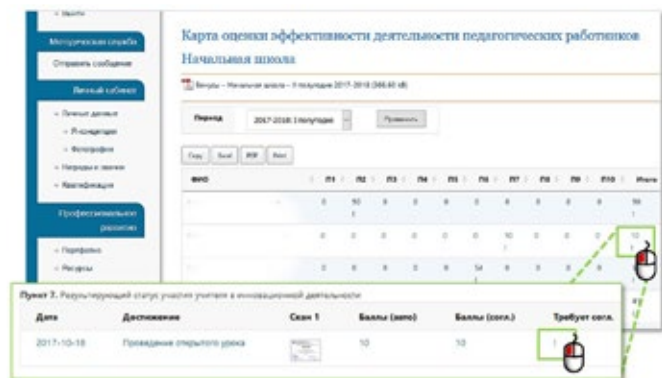 Методическая служба
Отправить сообщение
Личный кабинет
Личные данные
Я-концепция
Фотография
Награды и звания
Квалификация
Профессиональное развитие
Портфолио
Ресурсы
Карта оценки эффективности деятельности педагогических работников
Начальная школа
Бонусы – Начальная школа – II полугодие 2017-2018
Период 2017-2018: I полугодие Применить
Copy Excel PDF Print
ФИО П1 П2 П3 П4 П5 П6 П7 П8 П9 П10 Итого
Пункт 7. Результирующий статус участия учителя в инновационной деятельности
Дата Достижение Скан 1 Баллы (авто) Баллы (согл.) Требует согл.
2017-10-18 Проведение открытого урока 10 10 !